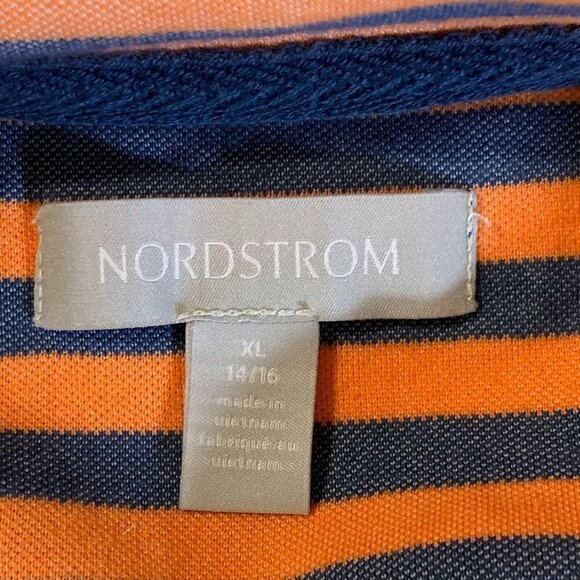 NORDSTROM
XL
14/16
made in
vietnam
fabriqué au
vietnam